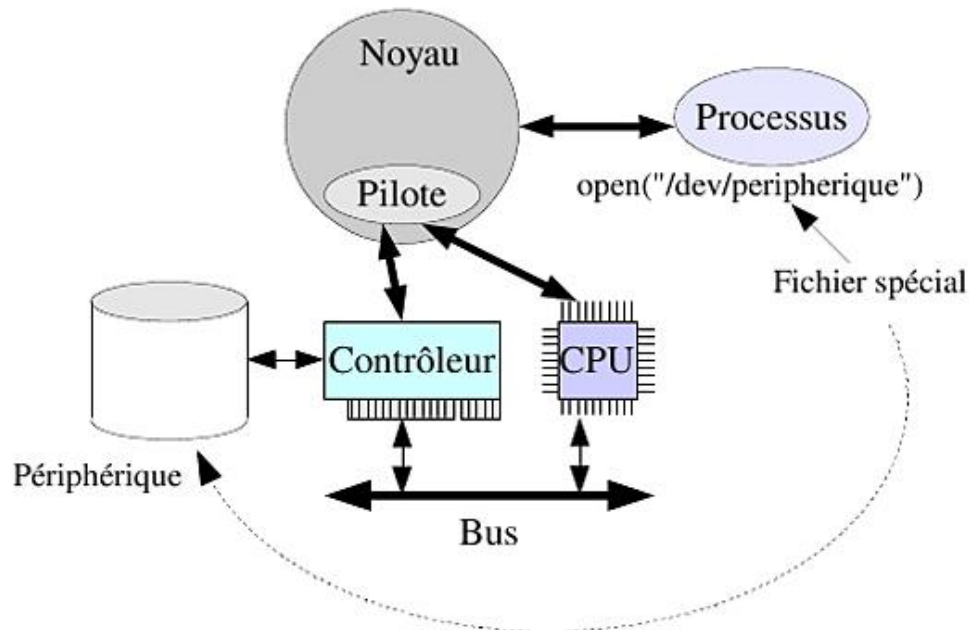 Noyau
Processus
Pilote
open("/dev/peripherique")
Fichier spécial
Contrôleur
CPU
Périphérique
Bus